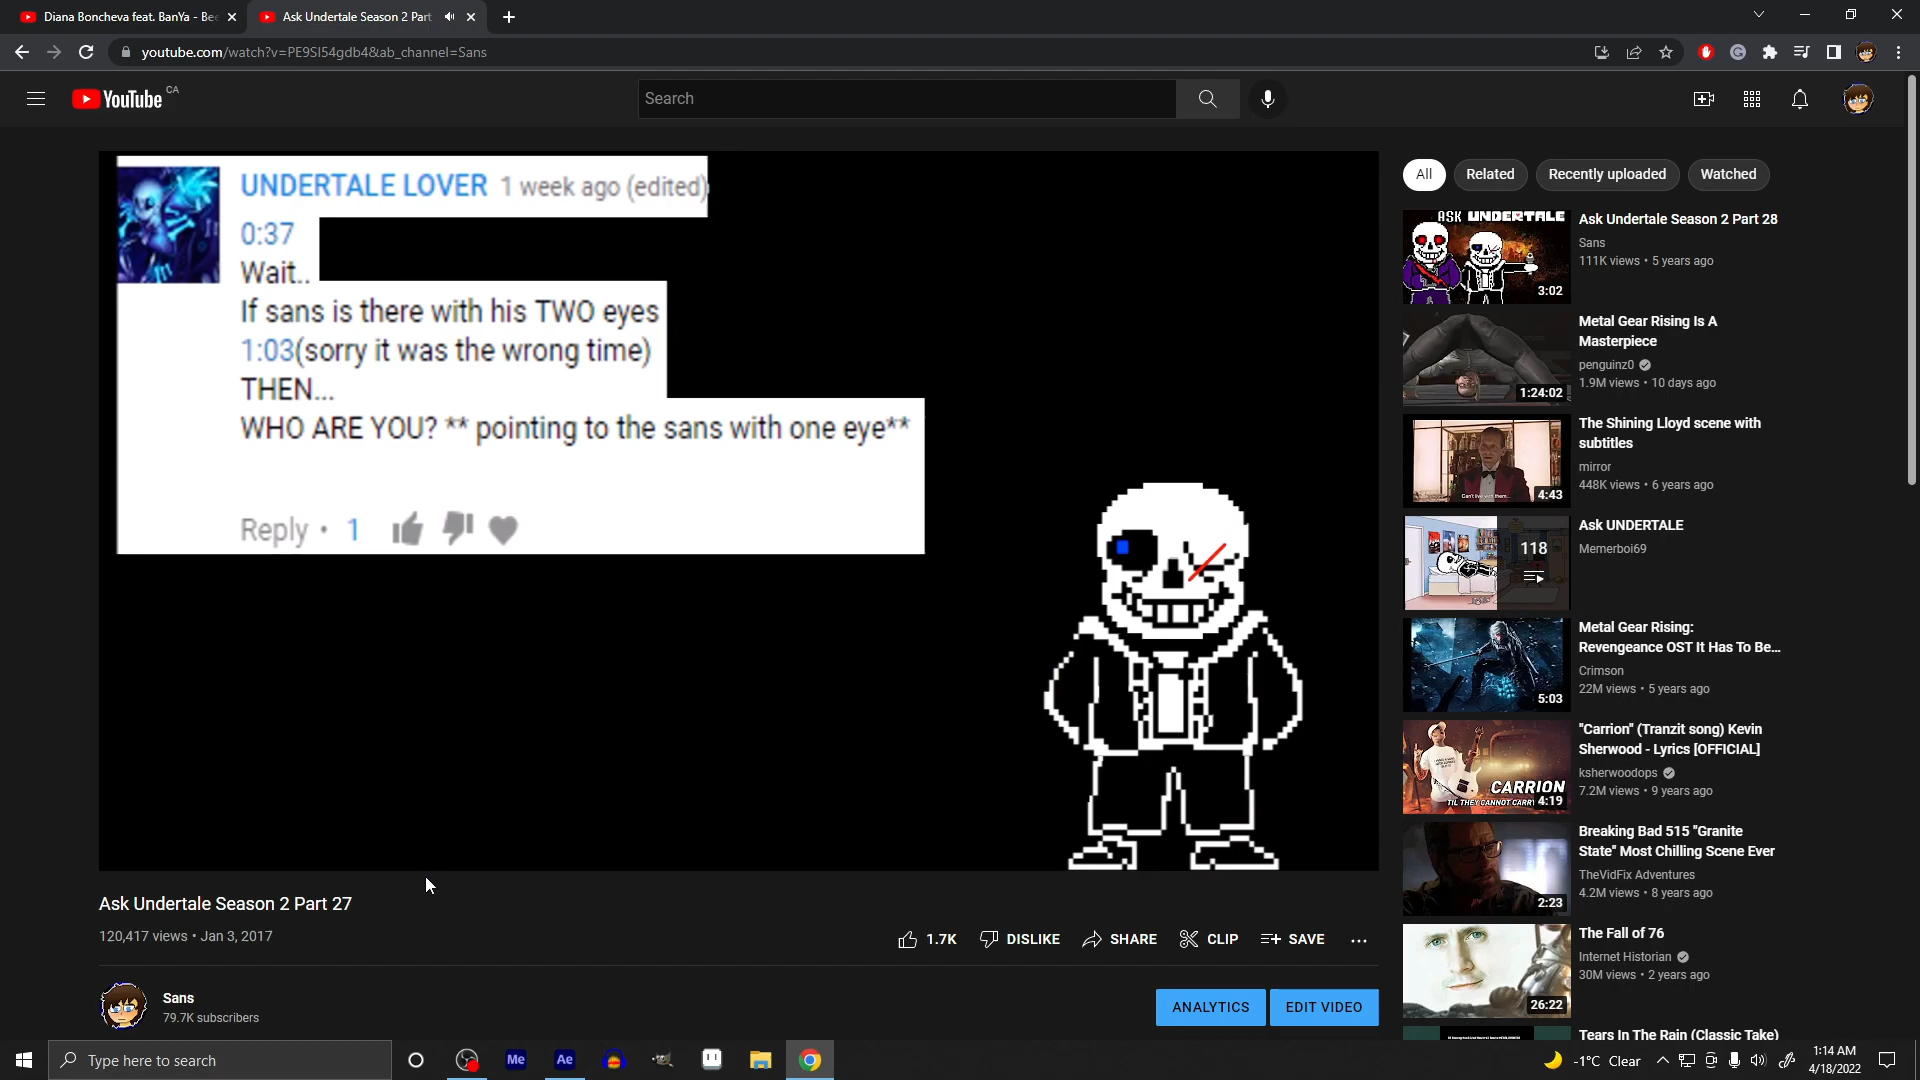 Diana Boncheva feat. BanYa - Bee
Ask Undertale Season 2 Part
youtube.com/watch?v=PE9SI54gdb4&ab_channel=Sans
YouTube CA
Search
UNDERTALE LOVER 1 week ago (edited)
0:37
Wait..
If sans is there with his TWO eyes
1:03(sorry it was the wrong time)
THEN...
WHO ARE YOU? ** pointing to the sans with one eye**
Reply • 1
Ask Undertale Season 2 Part 27
120,417 views • Jan 3, 2017
1.7K DISLIKE SHARE CLIP SAVE
Sans
79.7K subscribers
ANALYTICS EDIT VIDEO
All Related Recently uploaded Watched
ASK UNDERTALE
3:02
Ask Undertale Season 2 Part 28
Sans
111K views • 5 years ago
1:24:02
Metal Gear Rising Is A
Masterpiece
penguinz0
1.9M views • 10 days ago
Can't live with them...
4:43
The Shining Lloyd scene with
subtitles
mirror
448K views • 6 years ago
118
Ask UNDERTALE
Memerboi69
5:03
Metal Gear Rising:
Revengeance OST It Has To Be...
Crimson
22M views • 5 years ago
CARRION
TIL THEY CANNOT CARRY
4:19
"Carrion" (Tranzit song) Kevin
Sherwood - Lyrics [OFFICIAL]
ksherwoodops
7.2M views • 9 years ago
2:23
Breaking Bad 515 "Granite
State" Most Chilling Scene Ever
TheVidFix Adventures
4.2M views • 8 years ago
26:22
The Fall of 76
Internet Historian
30M views • 2 years ago
Tears In The Rain (Classic Take)
Type here to search
Me
Ae
-1°C Clear
1:14 AM
4/18/2022